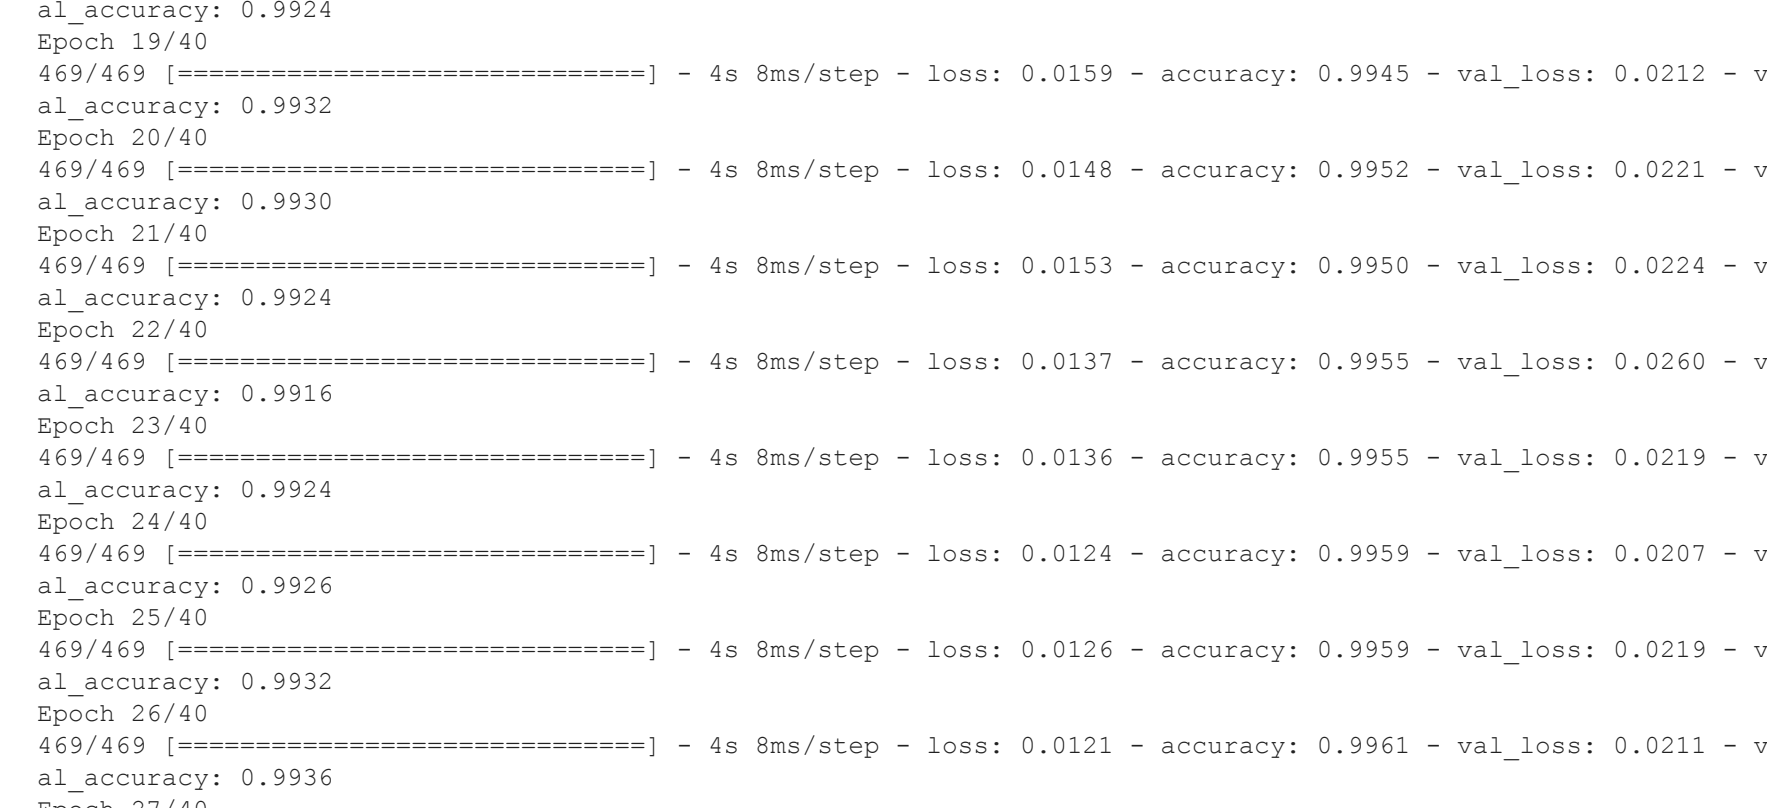 al_accuracy: 0.9924
Epoch 19/40
469/469 [==============================] - 4s 8ms/step - loss: 0.0159 - accuracy: 0.9945 - val_loss: 0.0212 - v
al_accuracy: 0.9932
Epoch 20/40
469/469 [==============================] - 4s 8ms/step - loss: 0.0148 - accuracy: 0.9952 - val_loss: 0.0221 - v
al_accuracy: 0.9930
Epoch 21/40
469/469 [==============================] - 4s 8ms/step - loss: 0.0153 - accuracy: 0.9950 - val_loss: 0.0224 - v
al_accuracy: 0.9924
Epoch 22/40
469/469 [==============================] - 4s 8ms/step - loss: 0.0137 - accuracy: 0.9955 - val_loss: 0.0260 - v
al_accuracy: 0.9916
Epoch 23/40
469/469 [==============================] - 4s 8ms/step - loss: 0.0136 - accuracy: 0.9955 - val_loss: 0.0219 - v
al_accuracy: 0.9924
Epoch 24/40
469/469 [==============================] - 4s 8ms/step - loss: 0.0124 - accuracy: 0.9959 - val_loss: 0.0207 - v
al_accuracy: 0.9926
Epoch 25/40
469/469 [==============================] - 4s 8ms/step - loss: 0.0126 - accuracy: 0.9959 - val_loss: 0.0219 - v
al_accuracy: 0.9932
Epoch 26/40
469/469 [==============================] - 4s 8ms/step - loss: 0.0121 - accuracy: 0.9961 - val_loss: 0.0211 - v
al_accuracy: 0.9936
Epoch 27/40